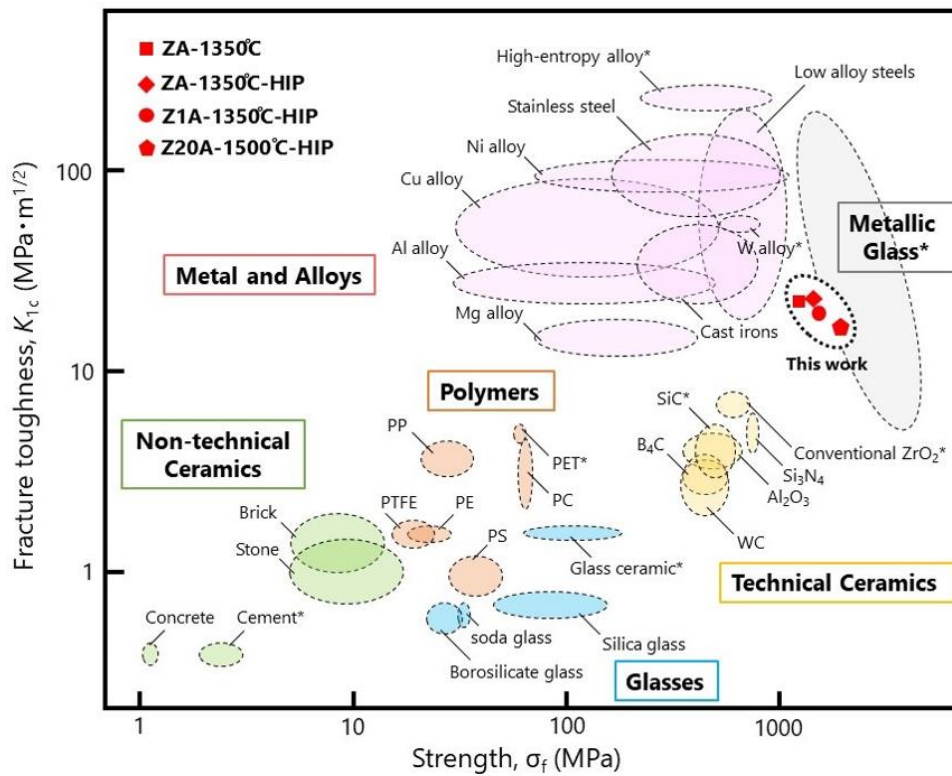 ZA-1350℃
ZA-1350℃-HIP
Z1A-1350℃-HIP
Z20A-1500℃-HIP
High-entropy alloy*
Low alloy steels
Stainless steel
Ni alloy
Cu alloy
Al alloy
W alloy*
Metallic
Glass*
Metal and Alloys
Mg alloy
Cast irons
This work
Polymers
Non-technical
Ceramics
PP
PET*
PC
SiC*
B₄C
Conventional ZrO₂*
Si₃N₄
Al₂O₃
WC
Brick
Stone
PTFE
PE
PS
Glass ceramic*
Technical Ceramics
Concrete
Cement*
soda glass
Borosilicate glass
Silica glass
Glasses
Fracture toughness, K₁c (MPa･m¹/²)
100
10
1
1
10
100
1000
Strength, σf (MPa)